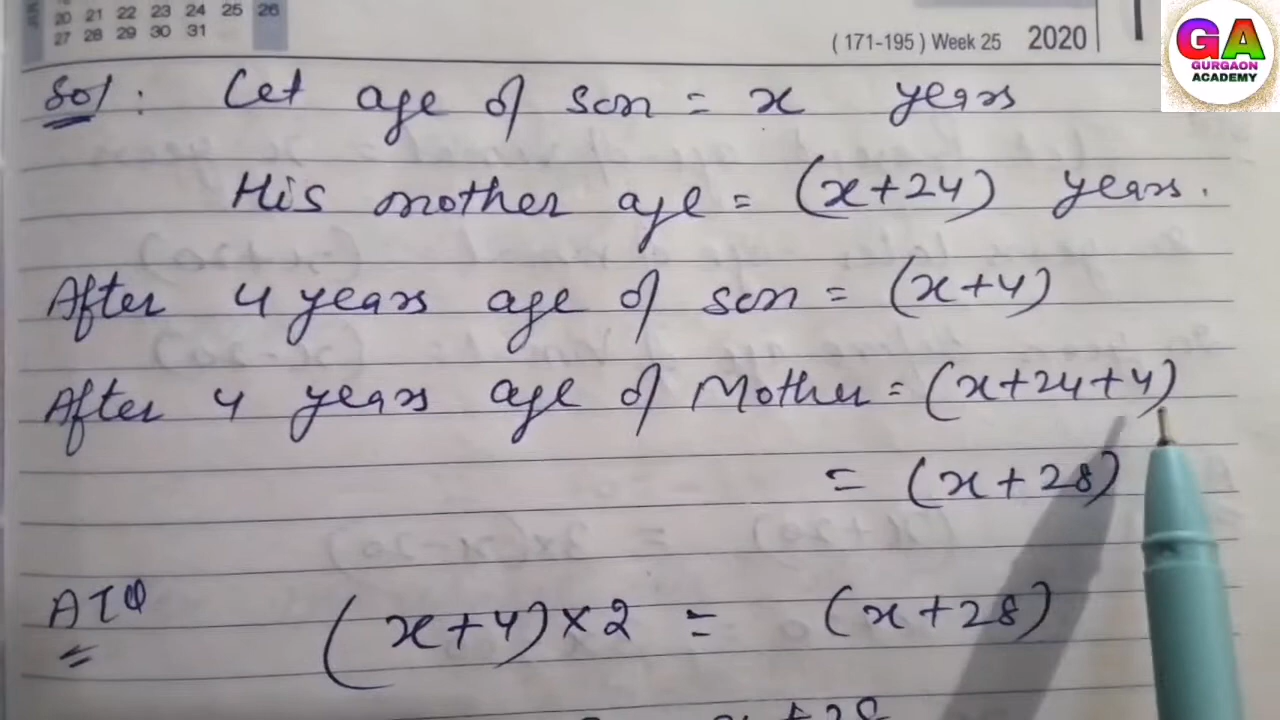 20 21 22 23 24 25 26
27 28 29 30 31
( 171-195 ) Week 25 2020
GA
GURGAON
ACADEMY
Sol: Let age of son = x years
His mother age = (x+24) years.
After 4 years age of son = (x+4)
After 4 years age of Mother = (x+24+4)
= (x+28)
ATQ (x+4)×2 = (x+28)
x+28